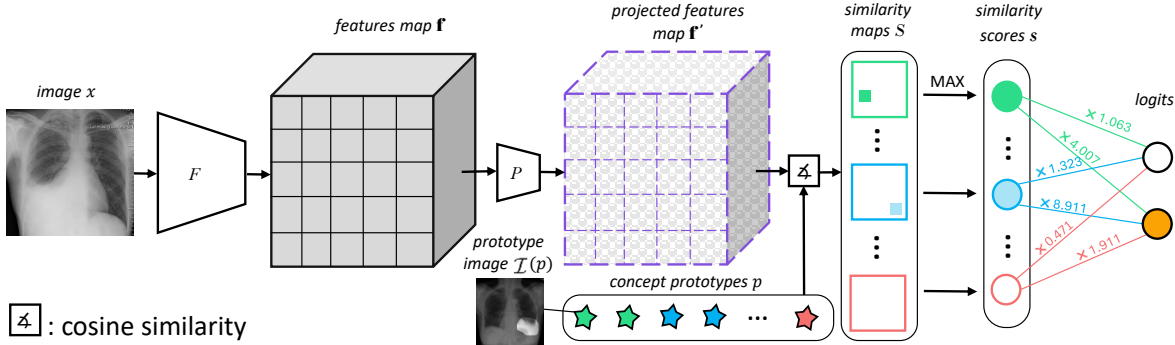 image x
features map f
projected features
map f'
similarity
maps S
similarity
scores s
MAX
logits
F
P
∡
× 1.063
× 4.007
× 1.323
× 8.911
× 0.471
× 1.911
prototype
image I(p)
concept prototypes p
...
∡ : cosine similarity